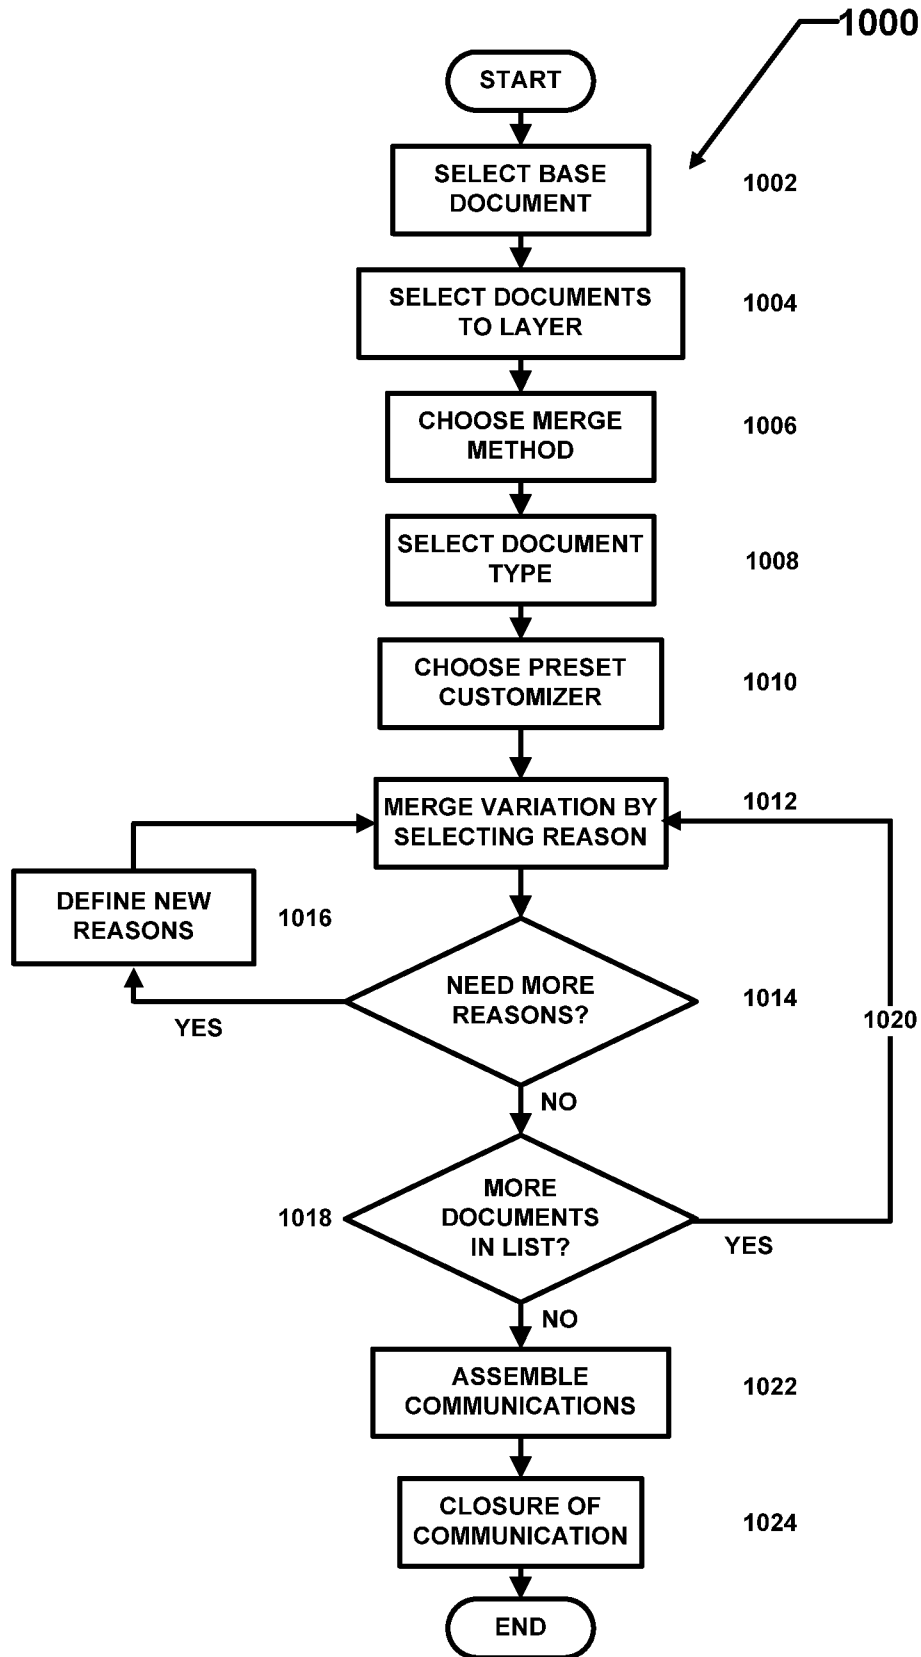 1000
START
SELECT BASE
DOCUMENT
1002
SELECT DOCUMENTS
TO LAYER
1004
CHOOSE MERGE
METHOD
1006
SELECT DOCUMENT
TYPE
1008
CHOOSE PRESET
CUSTOMIZER
1010
MERGE VARIATION BY
SELECTING REASON
1012
DEFINE NEW
REASONS
1016
NEED MORE
REASONS?
1014
YES
1020
NO
MORE
DOCUMENTS
IN LIST?
1018
YES
NO
ASSEMBLE
COMMUNICATIONS
1022
CLOSURE OF
COMMUNICATION
1024
END